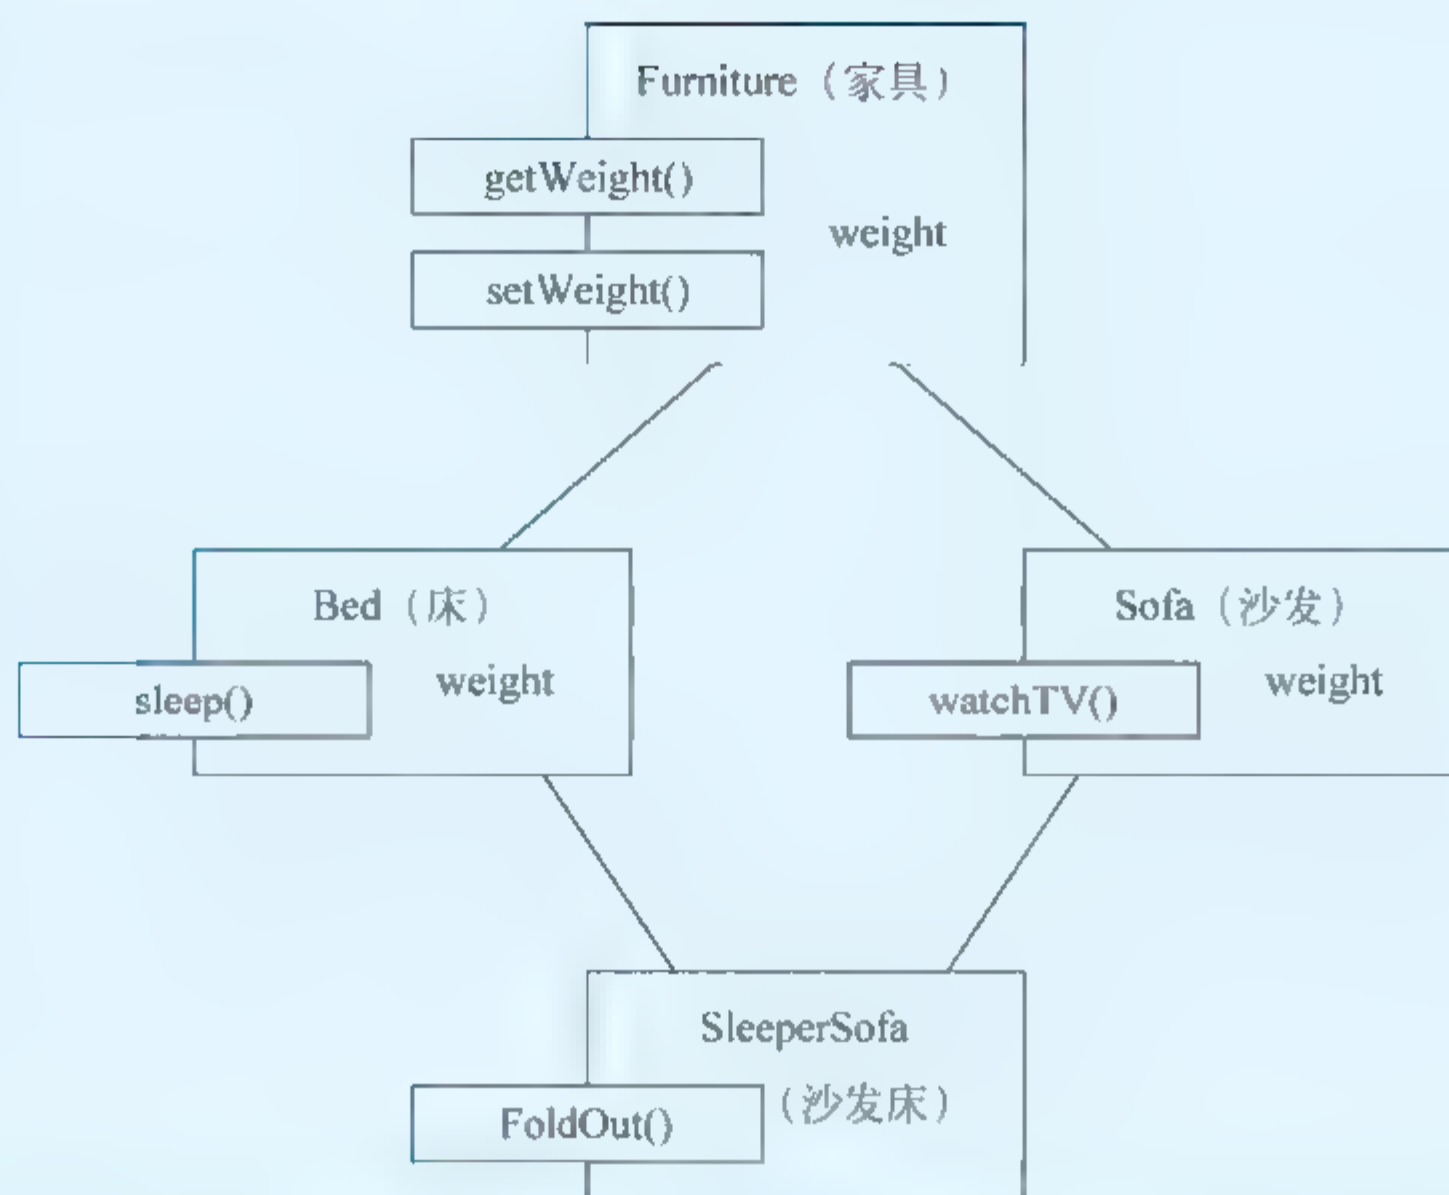 Furniture（家具）
getWeight()
weight
setWeight()
Bed（床）
Sofa（沙发）
sleep()
weight
watchTV()
weight
SleeperSofa
（沙发床）
FoldOut()